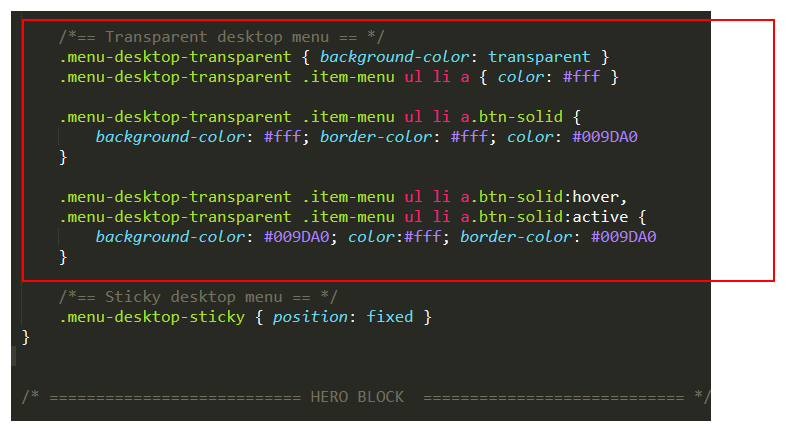 /*== Transparent desktop menu == */
.menu-desktop-transparent { background-color: transparent }
.menu-desktop-transparent .item-menu ul li a { color: #fff }
.menu-desktop-transparent .item-menu ul li a.btn-solid {
background-color: #fff; border-color: #fff; color: #009DA0
}
.menu-desktop-transparent .item-menu ul li a.btn-solid:hover,
.menu-desktop-transparent .item-menu ul li a.btn-solid:active {
background-color: #009DA0; color:#fff; border-color: #009DA0
}
/*== Sticky desktop menu == */
.menu-desktop-sticky { position: fixed }
}
/* =========================== HERO BLOCK  ============================ */